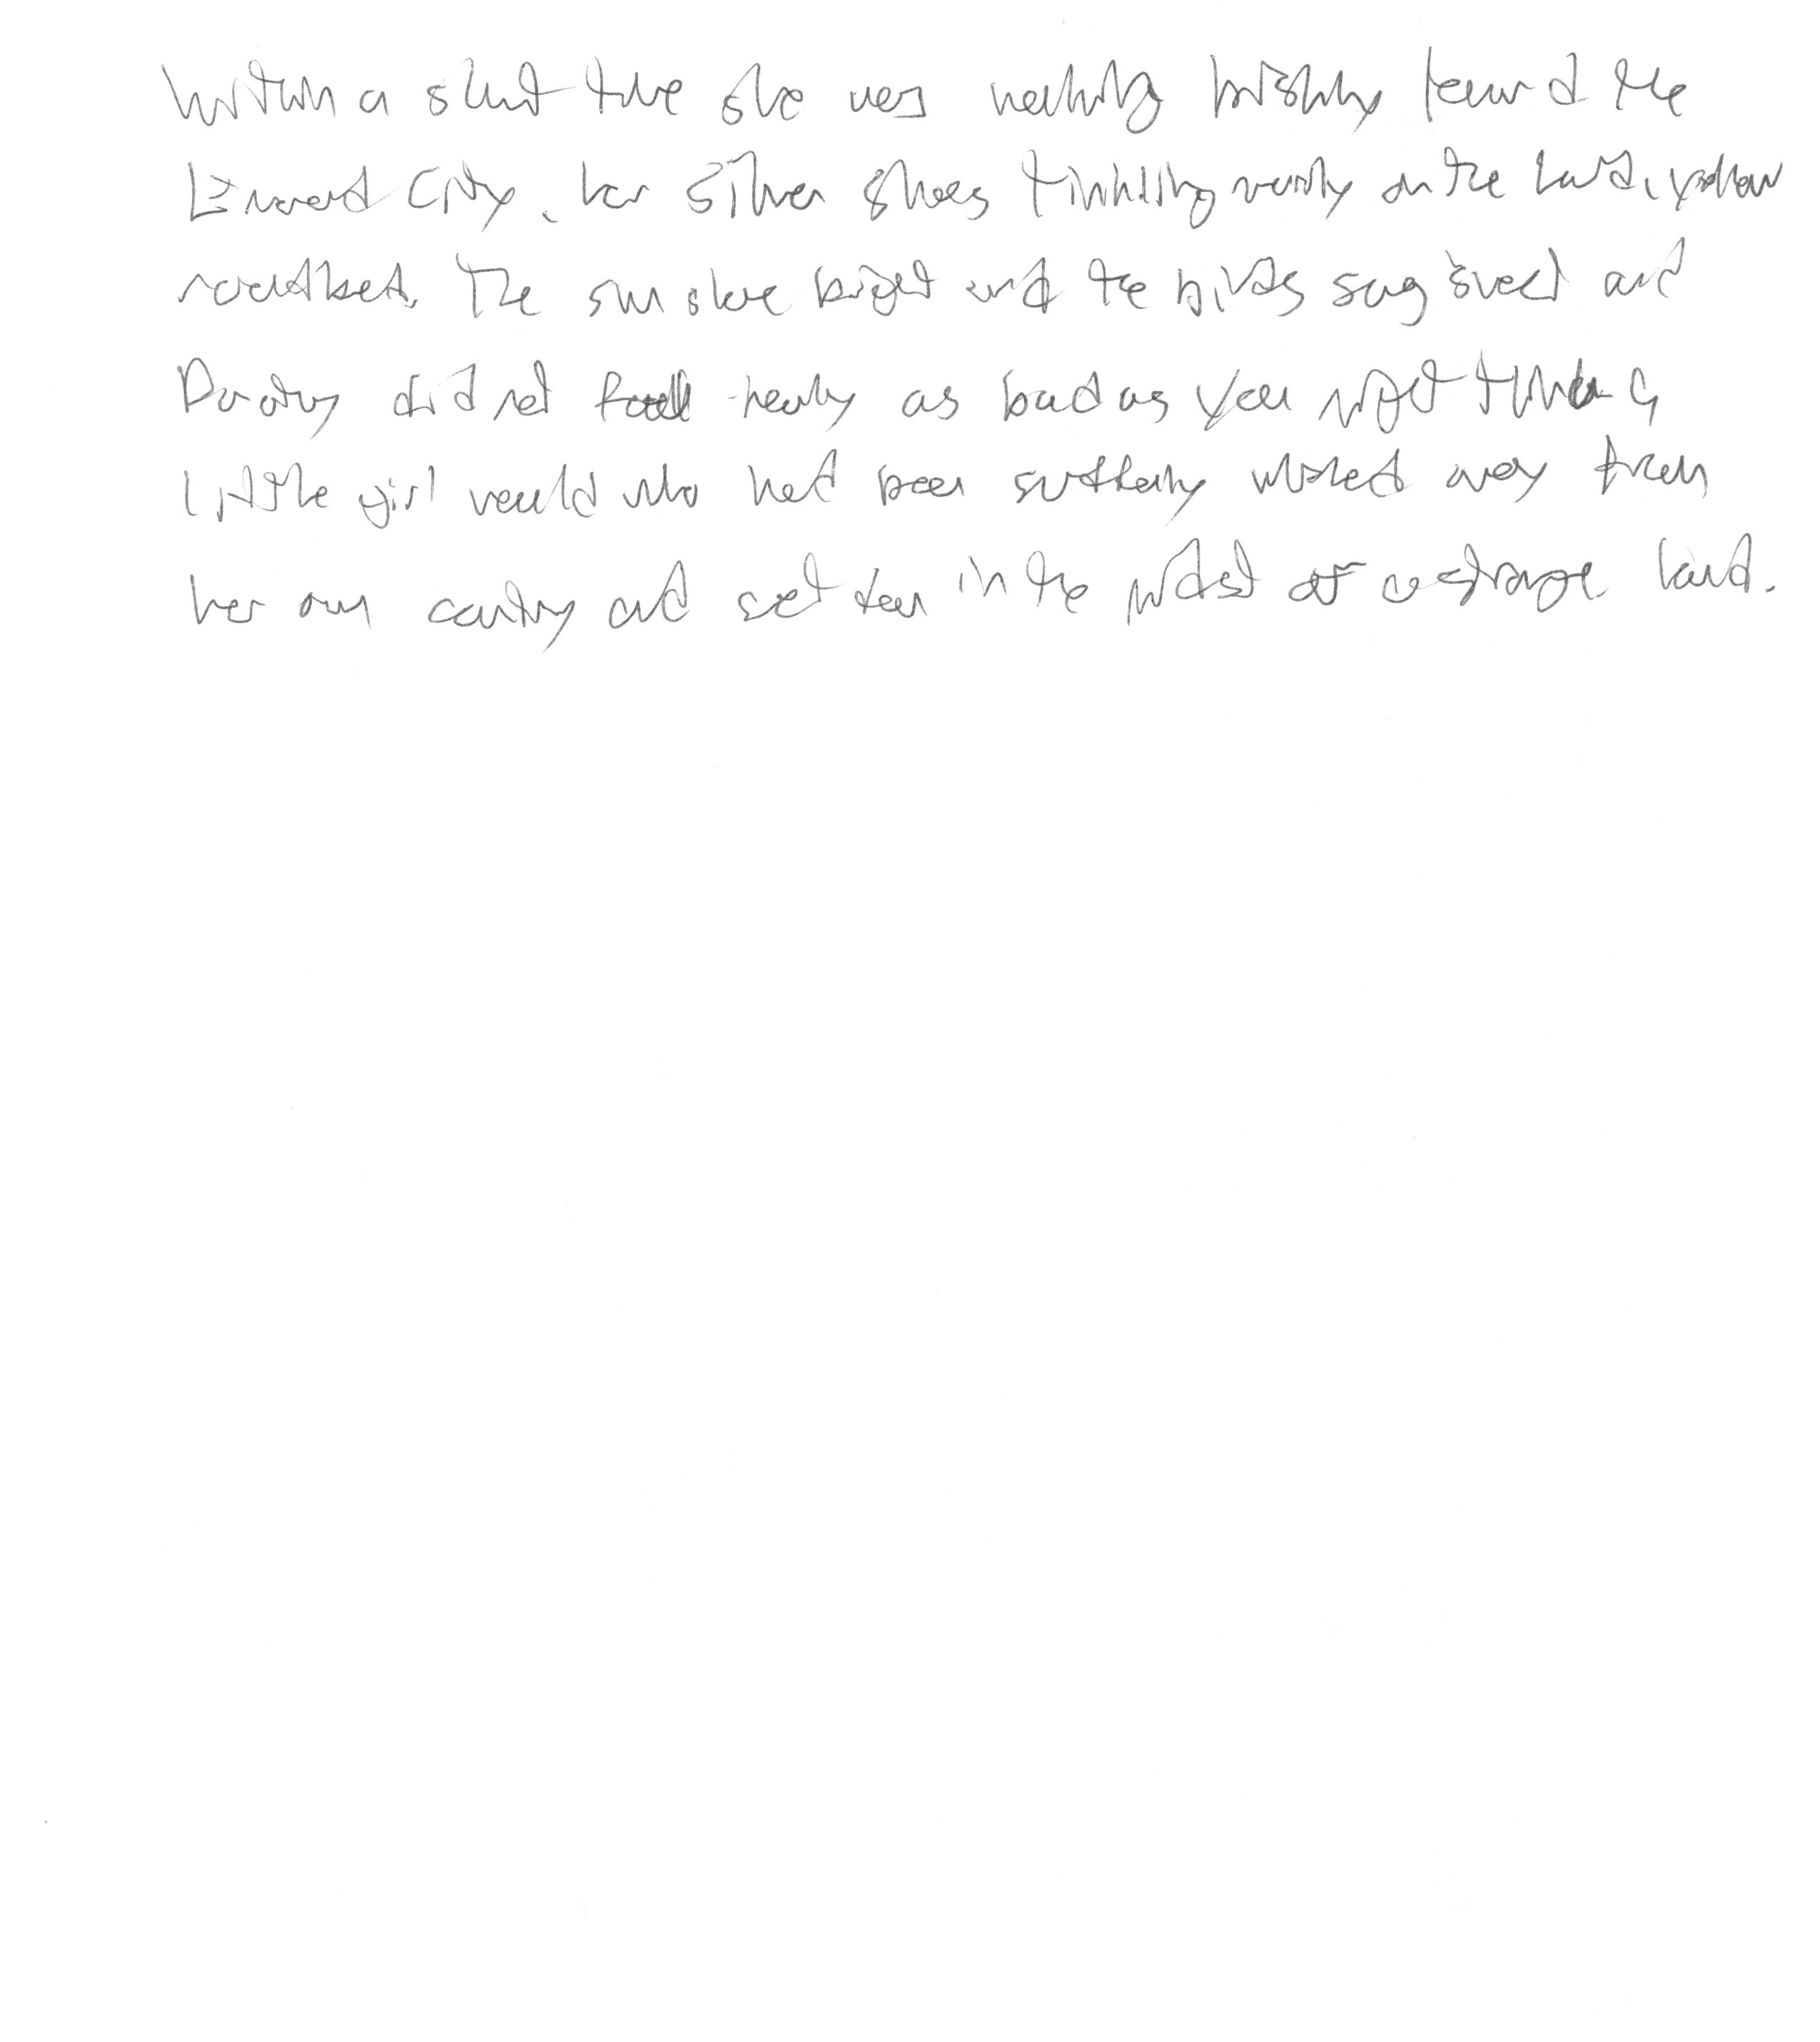 Within a short time she was walking briskly toward the
Emerald City, her silver shoes tinkling merrily on the hard, yellow
roadbed. The sun shone bright and the birds sang sweet and
Dorothy did not feel nearly as bad as you might think a
little girl would who had been suddenly whisked away from
her own country and set down in the midst of a strange land.